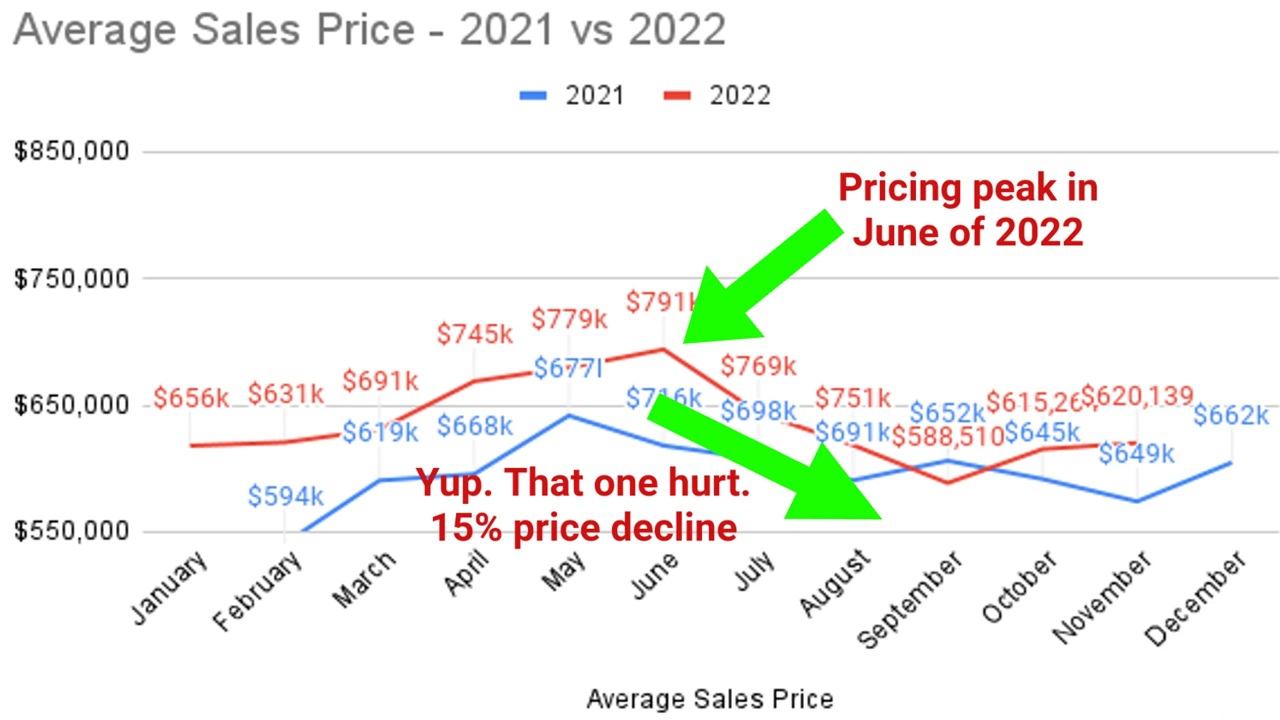 Average Sales Price - 2021 vs 2022
2021 2022
$850,000
$750,000
$650,000
$550,000
Pricing peak in
June of 2022
$656k
$631k
$691k
$745k
$779k
$791k
$769k
$751k
$588,510
$620,139
$594k
$619k
$668k
$716k
$698k
$691k
$652k
$645k
$649k
$662k
Yup. That one hurt.
15% price decline
January
February
March
April
May
June
July
August
September
October
November
December
Average Sales Price